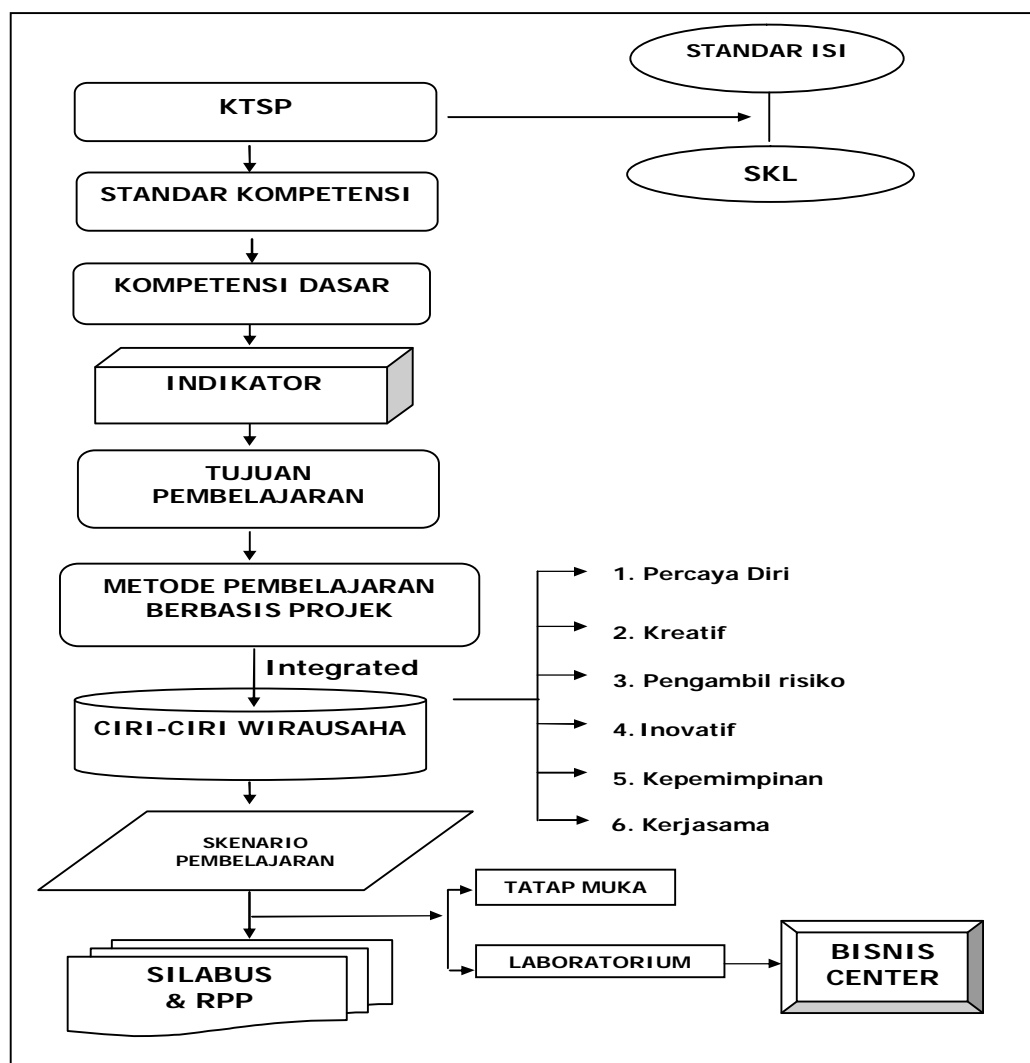 STANDAR ISI
KTSP
SKL
STANDAR KOMPETENSI
KOMPETENSI DASAR
INDIKATOR
TUJUAN
PEMBELAJARAN
METODE PEMBELAJARAN
BERBASIS PROJEK
Integrated
CIRI-CIRI WIRAUSAHA
1. Percaya Diri
2. Kreatif
3. Pengambil risiko
4. Inovatif
5. Kepemimpinan
6. Kerjasama
SKENARIO
PEMBELAJARAN
TATAP MUKA
LABORATORIUM
BISNIS
CENTER
SILABUS
& RPP